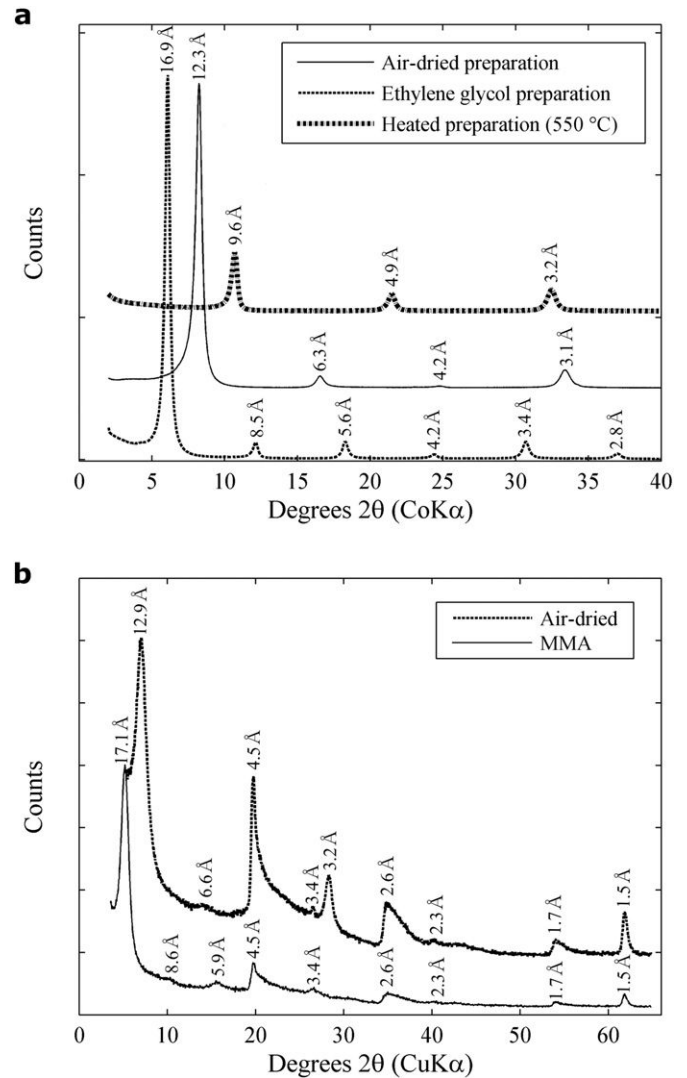 a
16.9 Å
12.3 Å
Air-dried preparation
Ethylene glycol preparation
Heated preparation (550 °C)
9.6 Å
4.9 Å
3.2 Å
6.3 Å
4.2 Å
3.1 Å
8.5 Å
5.6 Å
4.2 Å
3.4 Å
2.8 Å
Counts
0 5 10 15 20 25 30 35 40
Degrees 2θ (CoKα)
b
12.9 Å
Air-dried
MMA
17.1 Å
4.5 Å
6.6 Å
3.4 Å
3.2 Å
2.6 Å
2.3 Å
1.7 Å
1.5 Å
8.6 Å
5.9 Å
4.5 Å
3.4 Å
2.6 Å
2.3 Å
1.7 Å
1.5 Å
Counts
10 20 30 40 50 60
Degrees 2θ (CuKα)